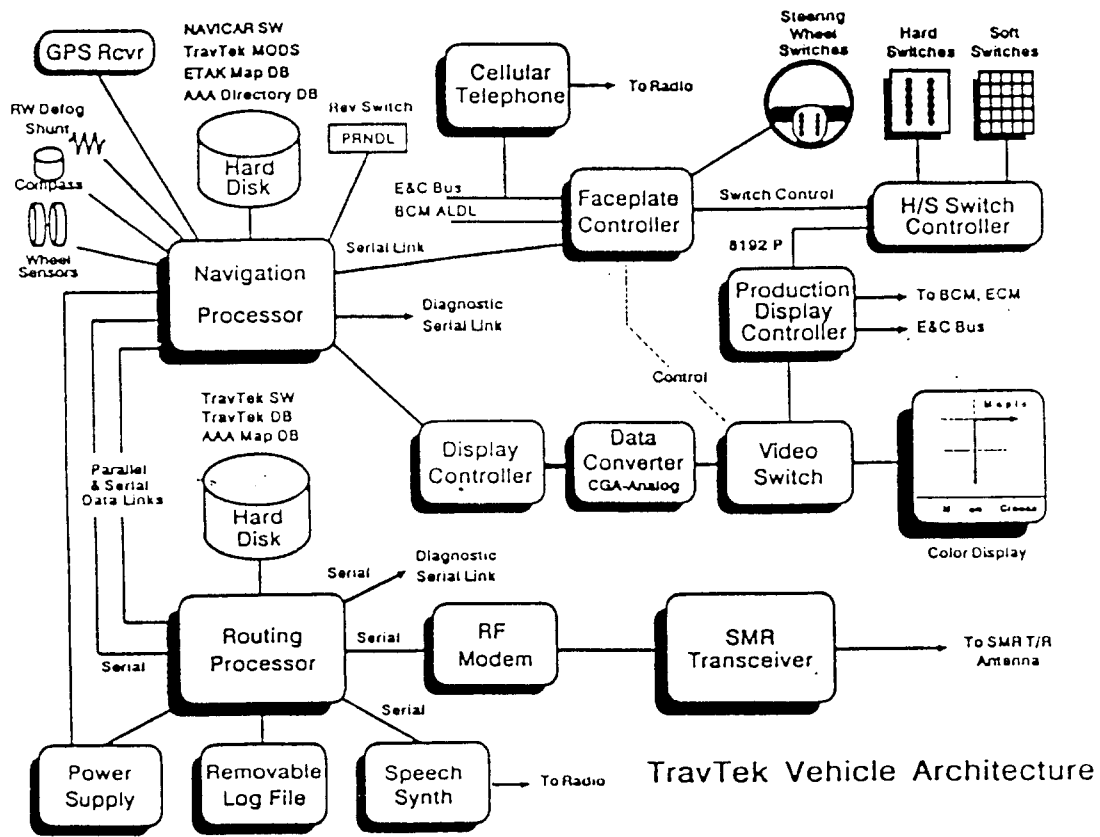 NAVICAR SW
TravTek MODS
ETAK Map DB
AAA Directory DB
GPS Rcvr
RW Defog
Shunt
Compass
Wheel
Sensors
Hard
Disk
Rev Switch
PRNDL
Cellular
Telephone
To Radio
Steering
Wheel
Switches
Hard
Switches
Soft
Switches
E&C Bus
BCM ALDL
Faceplate
Controller
Switch Control
H/S Switch
Controller
Serial Link
8192 P
Navigation
Processor
Diagnostic
Serial Link
Production
Display
Controller
To BCM, ECM
E&C Bus
Control
TravTek SW
TravTek DB
AAA Map DB
Parallel
& Serial
Data Links
Hard
Disk
Display
Controller
Data
Converter
CGA-Analog
Video
Switch
Maple
M
Color Display
Serial
Diagnostic
Serial Link
Routing
Processor
Serial
Serial
RF
Modem
SMR
Transceiver
To SMR T/R
Antenna
Serial
Power
Supply
Removable
Log File
Speech
Synth
To Radio
TravTek Vehicle Architecture